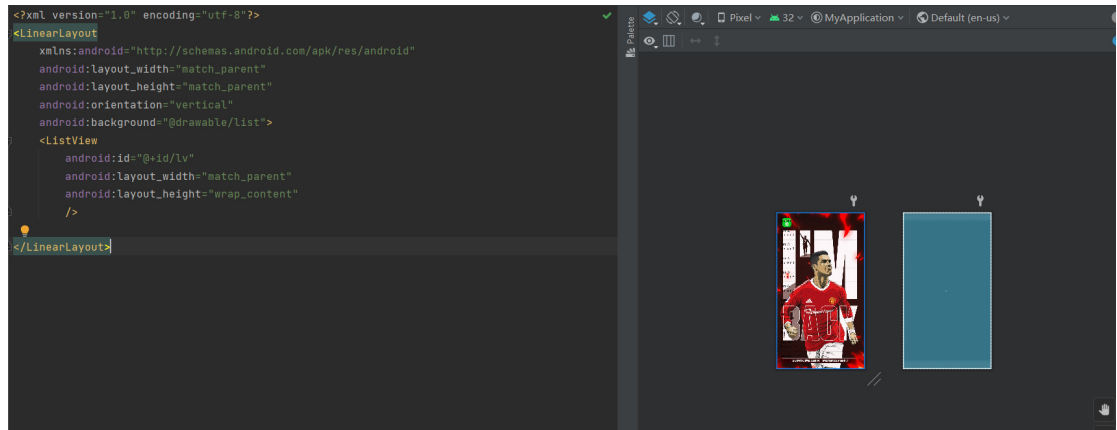 <?xml version="1.0" encoding="utf-8"?>
<LinearLayout
xmlns:android="http://schemas.android.com/apk/res/android"
android:layout_width="match_parent"
android:layout_height="match_parent"
android:orientation="vertical"
android:background="@drawable/list">
<ListView
android:id="@+id/lv"
android:layout_width="match_parent"
android:layout_height="wrap_content"
/>
</LinearLayout>
Palette
Pixel 32 MyApplication Default (en-us)